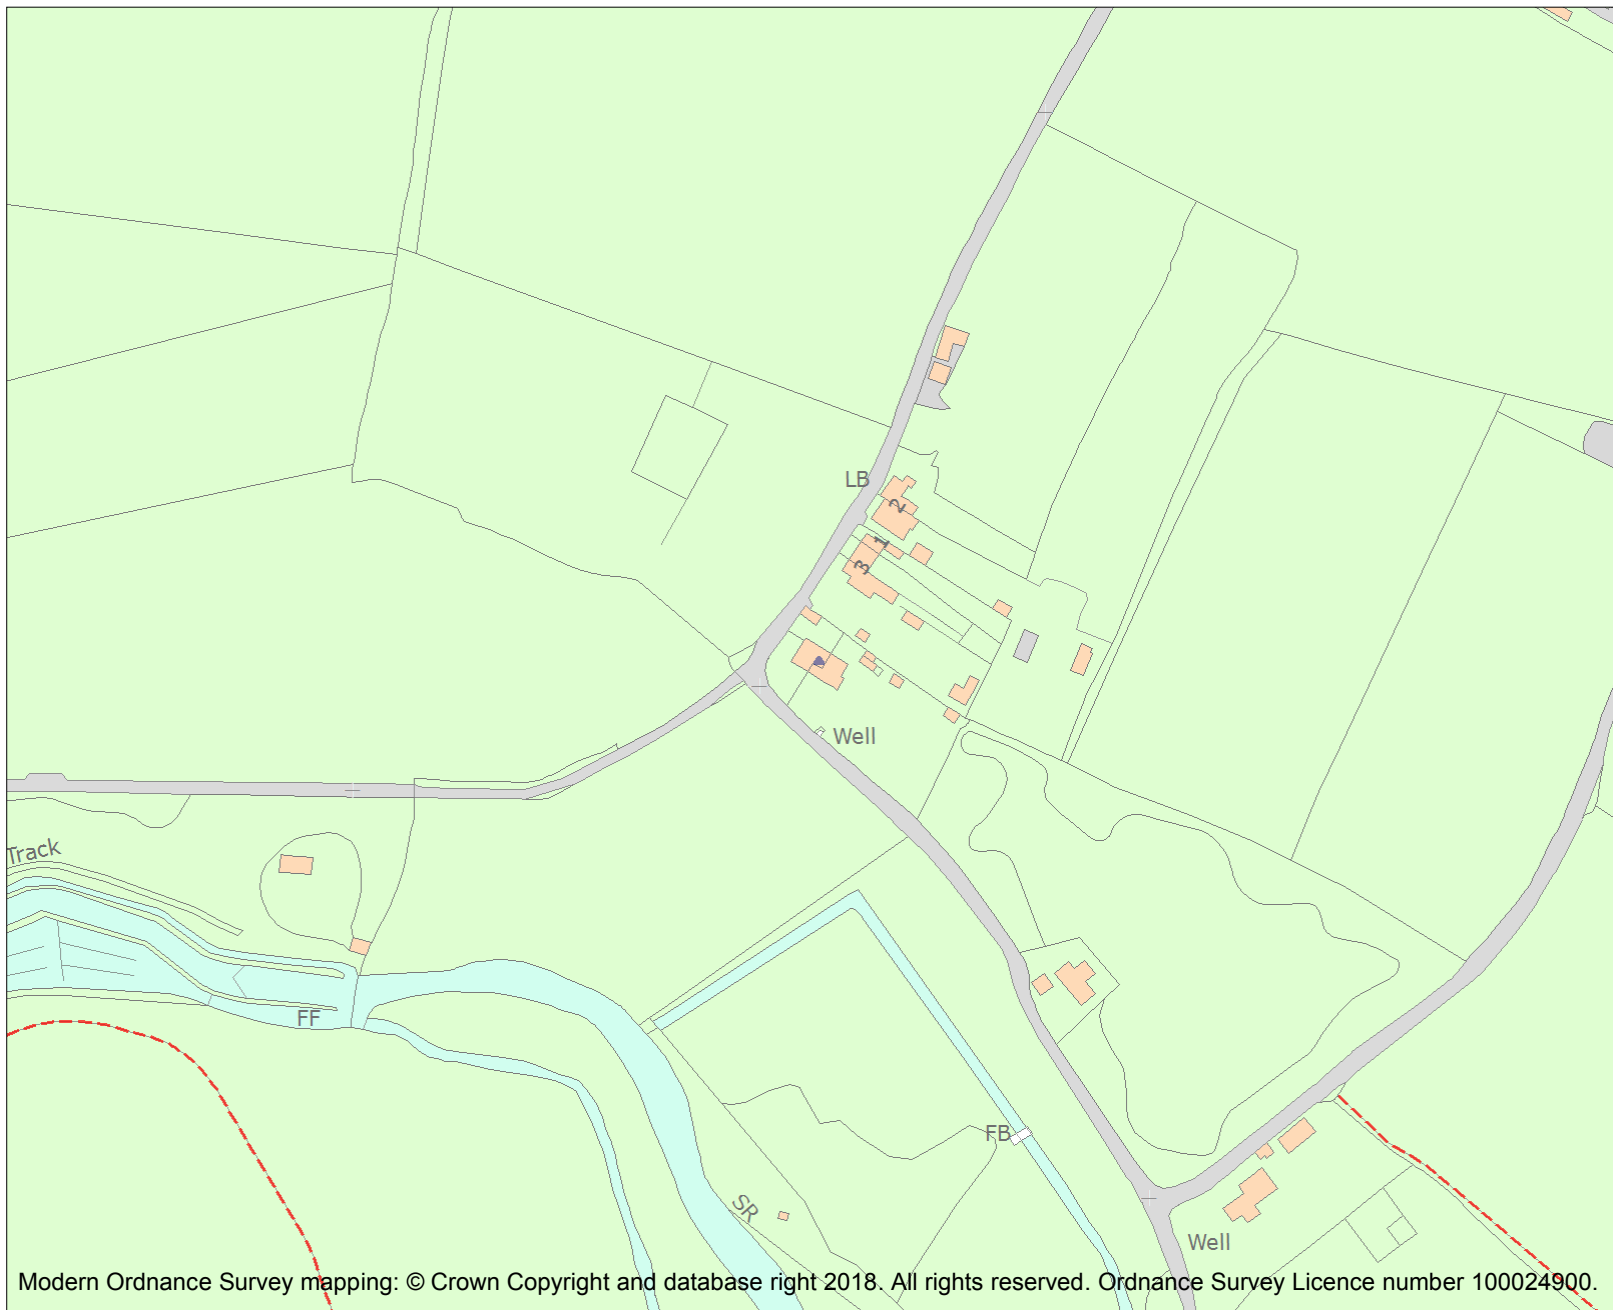 LB
2
1
3
Well
Track
FF
FB
SR
Well
Modern Ordnance Survey mapping: © Crown Copyright and database right 2018. All rights reserved. Ordnance Survey Licence number 100024900.